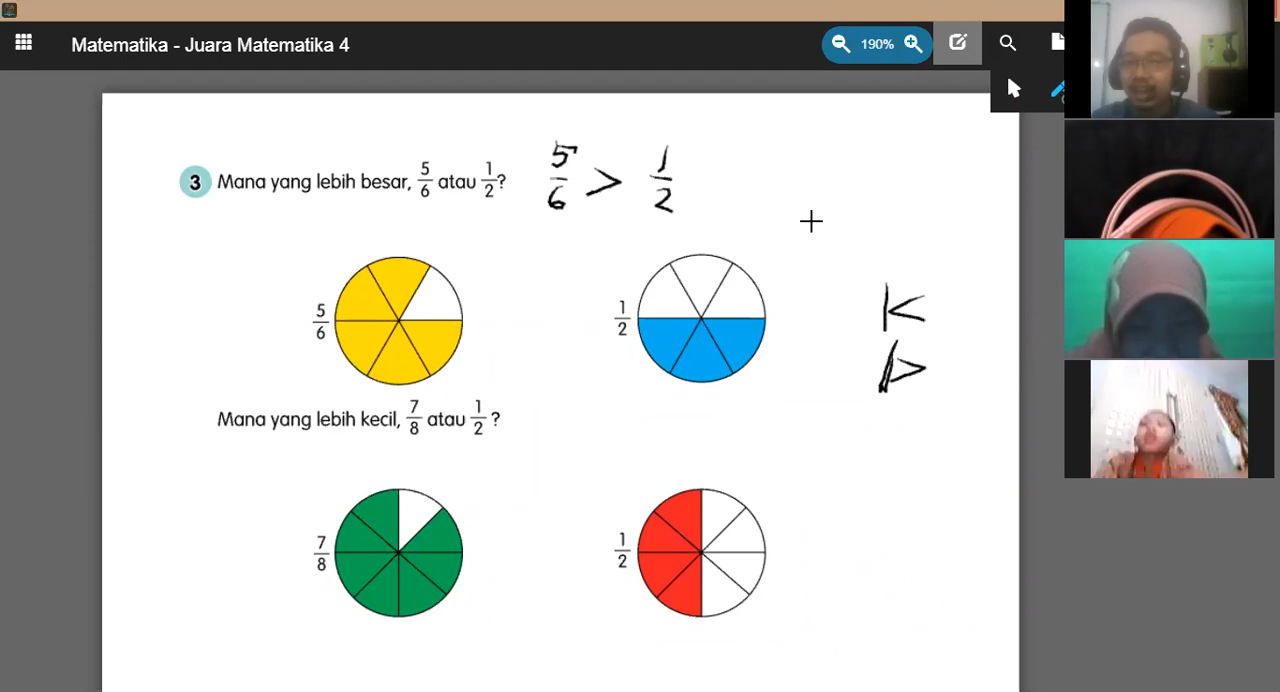 Matematika - Juara Matematika 4
190%
3 Mana yang lebih besar, 5/6 atau 1/2? 5/6 > 1/2
5/6
1/2
K
Mana yang lebih kecil, 7/8 atau 1/2 ?
7/8
1/2